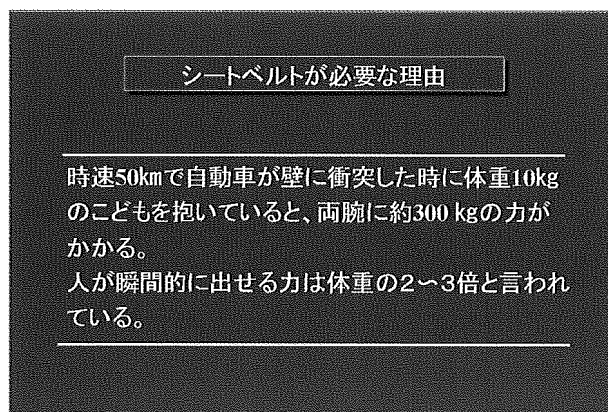 シートベルトが必要な理由
時速50kmで自動車が壁に衝突した時に体重10kg
のこどもを抱いていると、両腕に約300 kgの力が
かかる。
人が瞬間的に出せる力は体重の2〜3倍と言われ
ている。